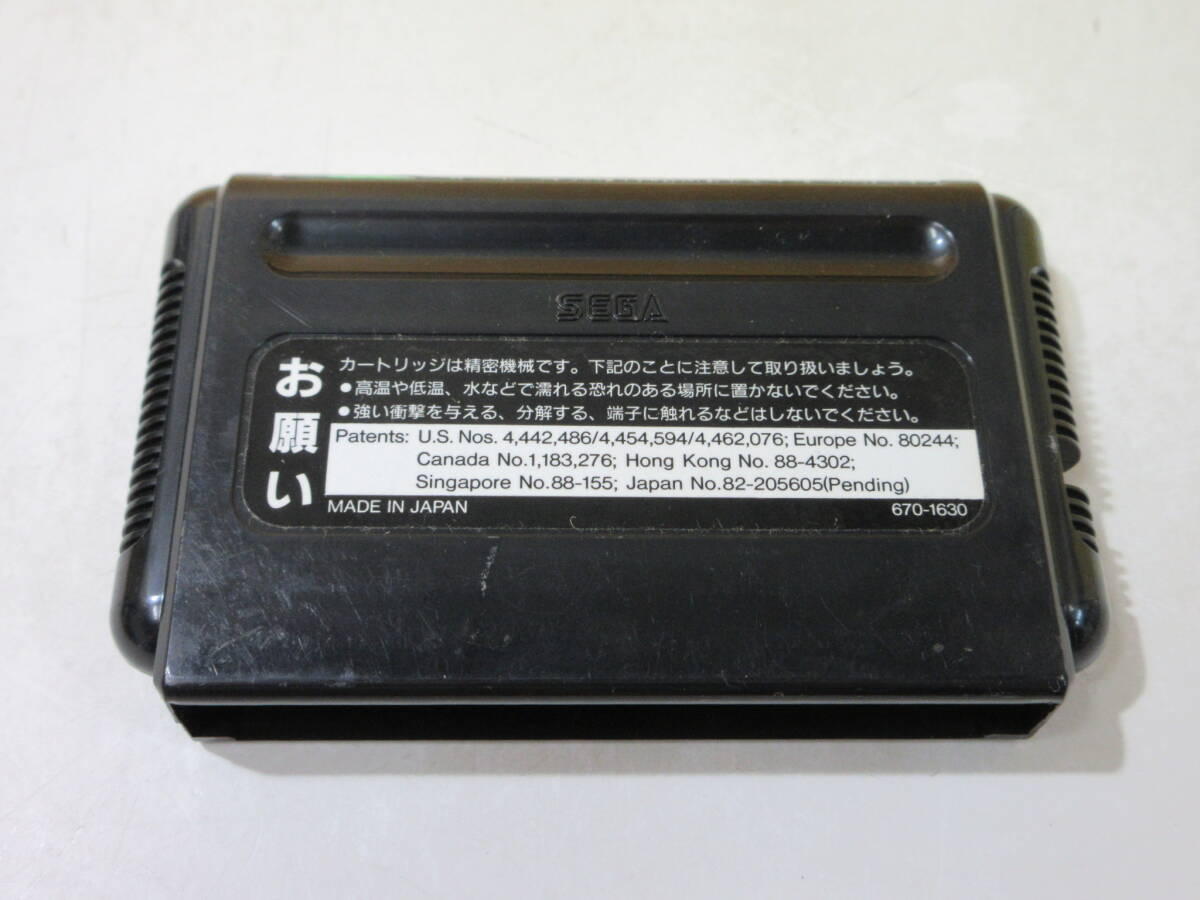 SEGA
お願い
カートリッジは精密機械です。下記のことに注意して取り扱いましょう。
●高温や低温、水などで濡れる恐れのある場所に置かないでください。
●強い衝撃を与える、分解する、端子に触れるなどはしないでください。
Patents: U.S. Nos. 4,442,486/4,454,594/4,462,076; Europe No. 80244;
Canada No.1,183,276; Hong Kong No. 88-4302;
Singapore No.88-155; Japan No.82-205605(Pending)
MADE IN JAPAN
670-1630